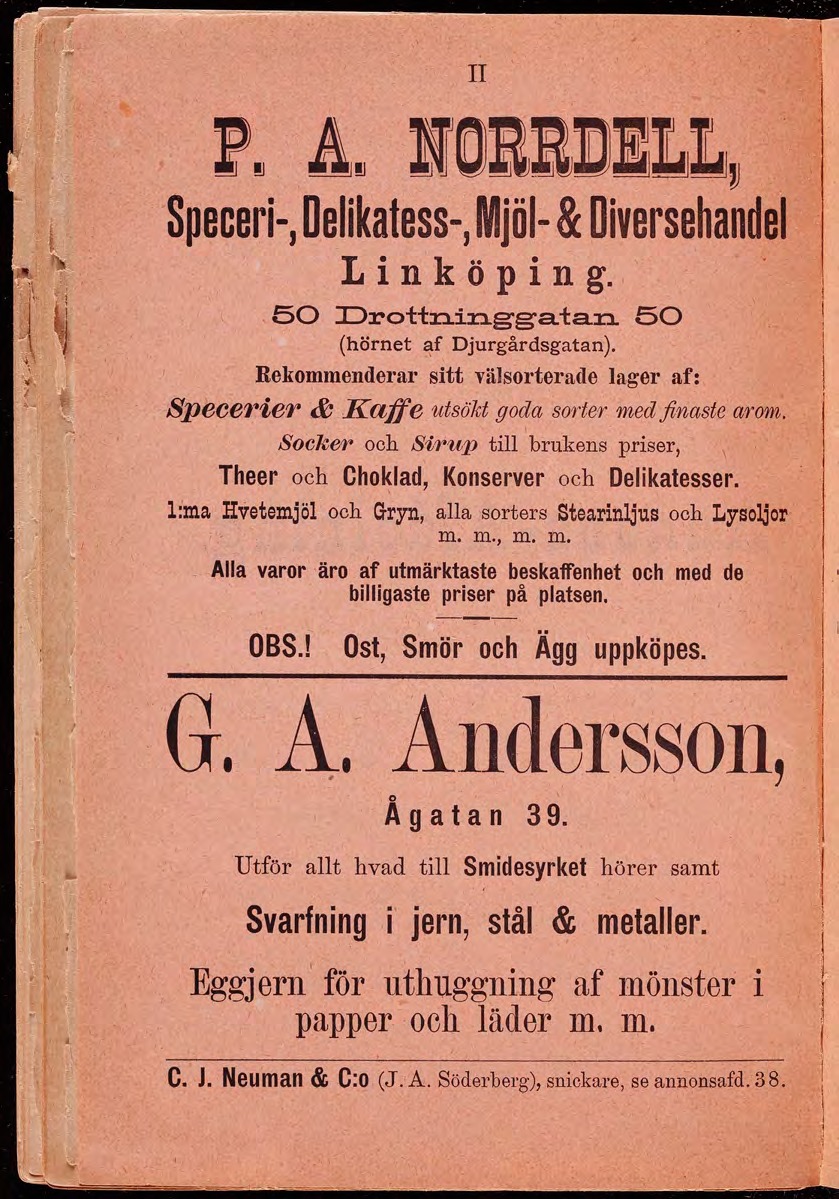 II
P. A. NORRDELL,
Speceri-, Delikatess-, Mjöl- & Diversehandel
Linköping.
50 Drottninggatan 50
(hörnet af Djurgårdsgatan).
Rekommenderar sitt välsorterade lager af:
Specerier & Kaffe utsökt goda sorter med finaste arom.
Socker och Sirup till brukens priser,
Theer och Choklad, Konserver och Delikatesser.
1:ma Hvetemjöl och Gryn, alla sorters Stearinljus och Lysoljor
m. m., m. m.
Alla varor äro af utmärktaste beskaffenhet och med de
billigaste priser på platsen.
OBS.! Ost, Smör och Ägg uppköpes.
G. A. Andersson,
Ågatan 39.
Utför allt hvad till Smidesyrket hörer samt
Svarfning i jern, stål & metaller.
Eggjern för uthuggning af mönster i
papper och läder m. m.
C. J. Neuman & C:o (J. A. Söderberg), snickare, se annonsafd. 38.